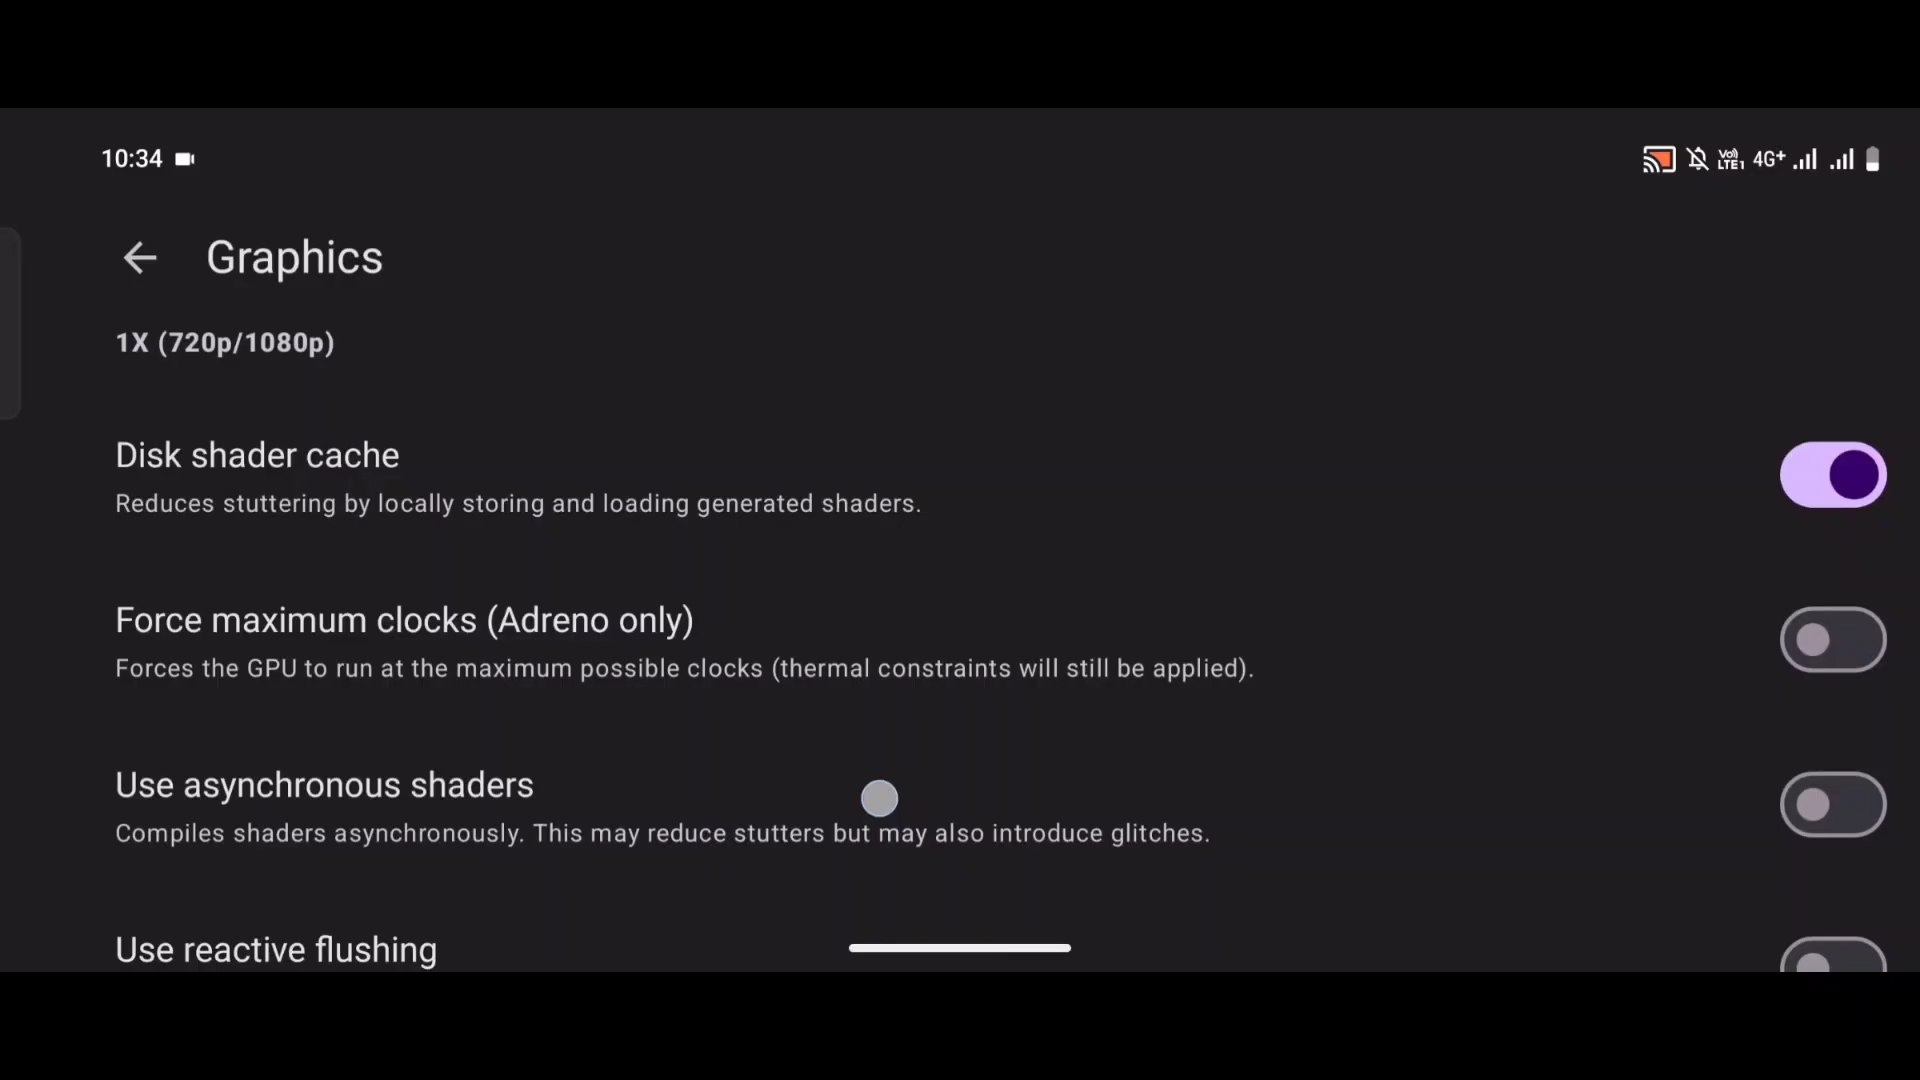 10:34
Vo)) LTE1 4G+
Graphics
1X (720p/1080p)
Disk shader cache
Reduces stuttering by locally storing and loading generated shaders.
Force maximum clocks (Adreno only)
Forces the GPU to run at the maximum possible clocks (thermal constraints will still be applied).
Use asynchronous shaders
Compiles shaders asynchronously. This may reduce stutters but may also introduce glitches.
Use reactive flushing